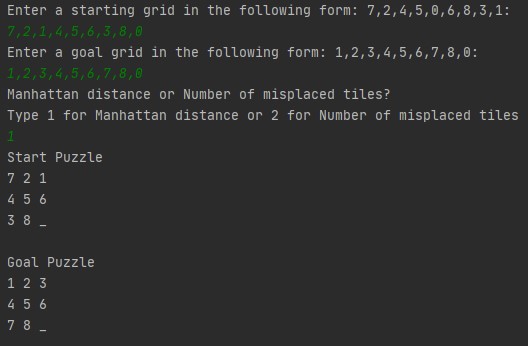 Enter a starting grid in the following form: 7,2,4,5,0,6,8,3,1:
7,2,1,4,5,6,3,8,0
Enter a goal grid in the following form: 1,2,3,4,5,6,7,8,0:
1,2,3,4,5,6,7,8,0
Manhattan distance or Number of misplaced tiles?
Type 1 for Manhattan distance or 2 for Number of misplaced tiles
1
Start Puzzle
7 2 1
4 5 6
3 8 _
Goal Puzzle
1 2 3
4 5 6
7 8 _